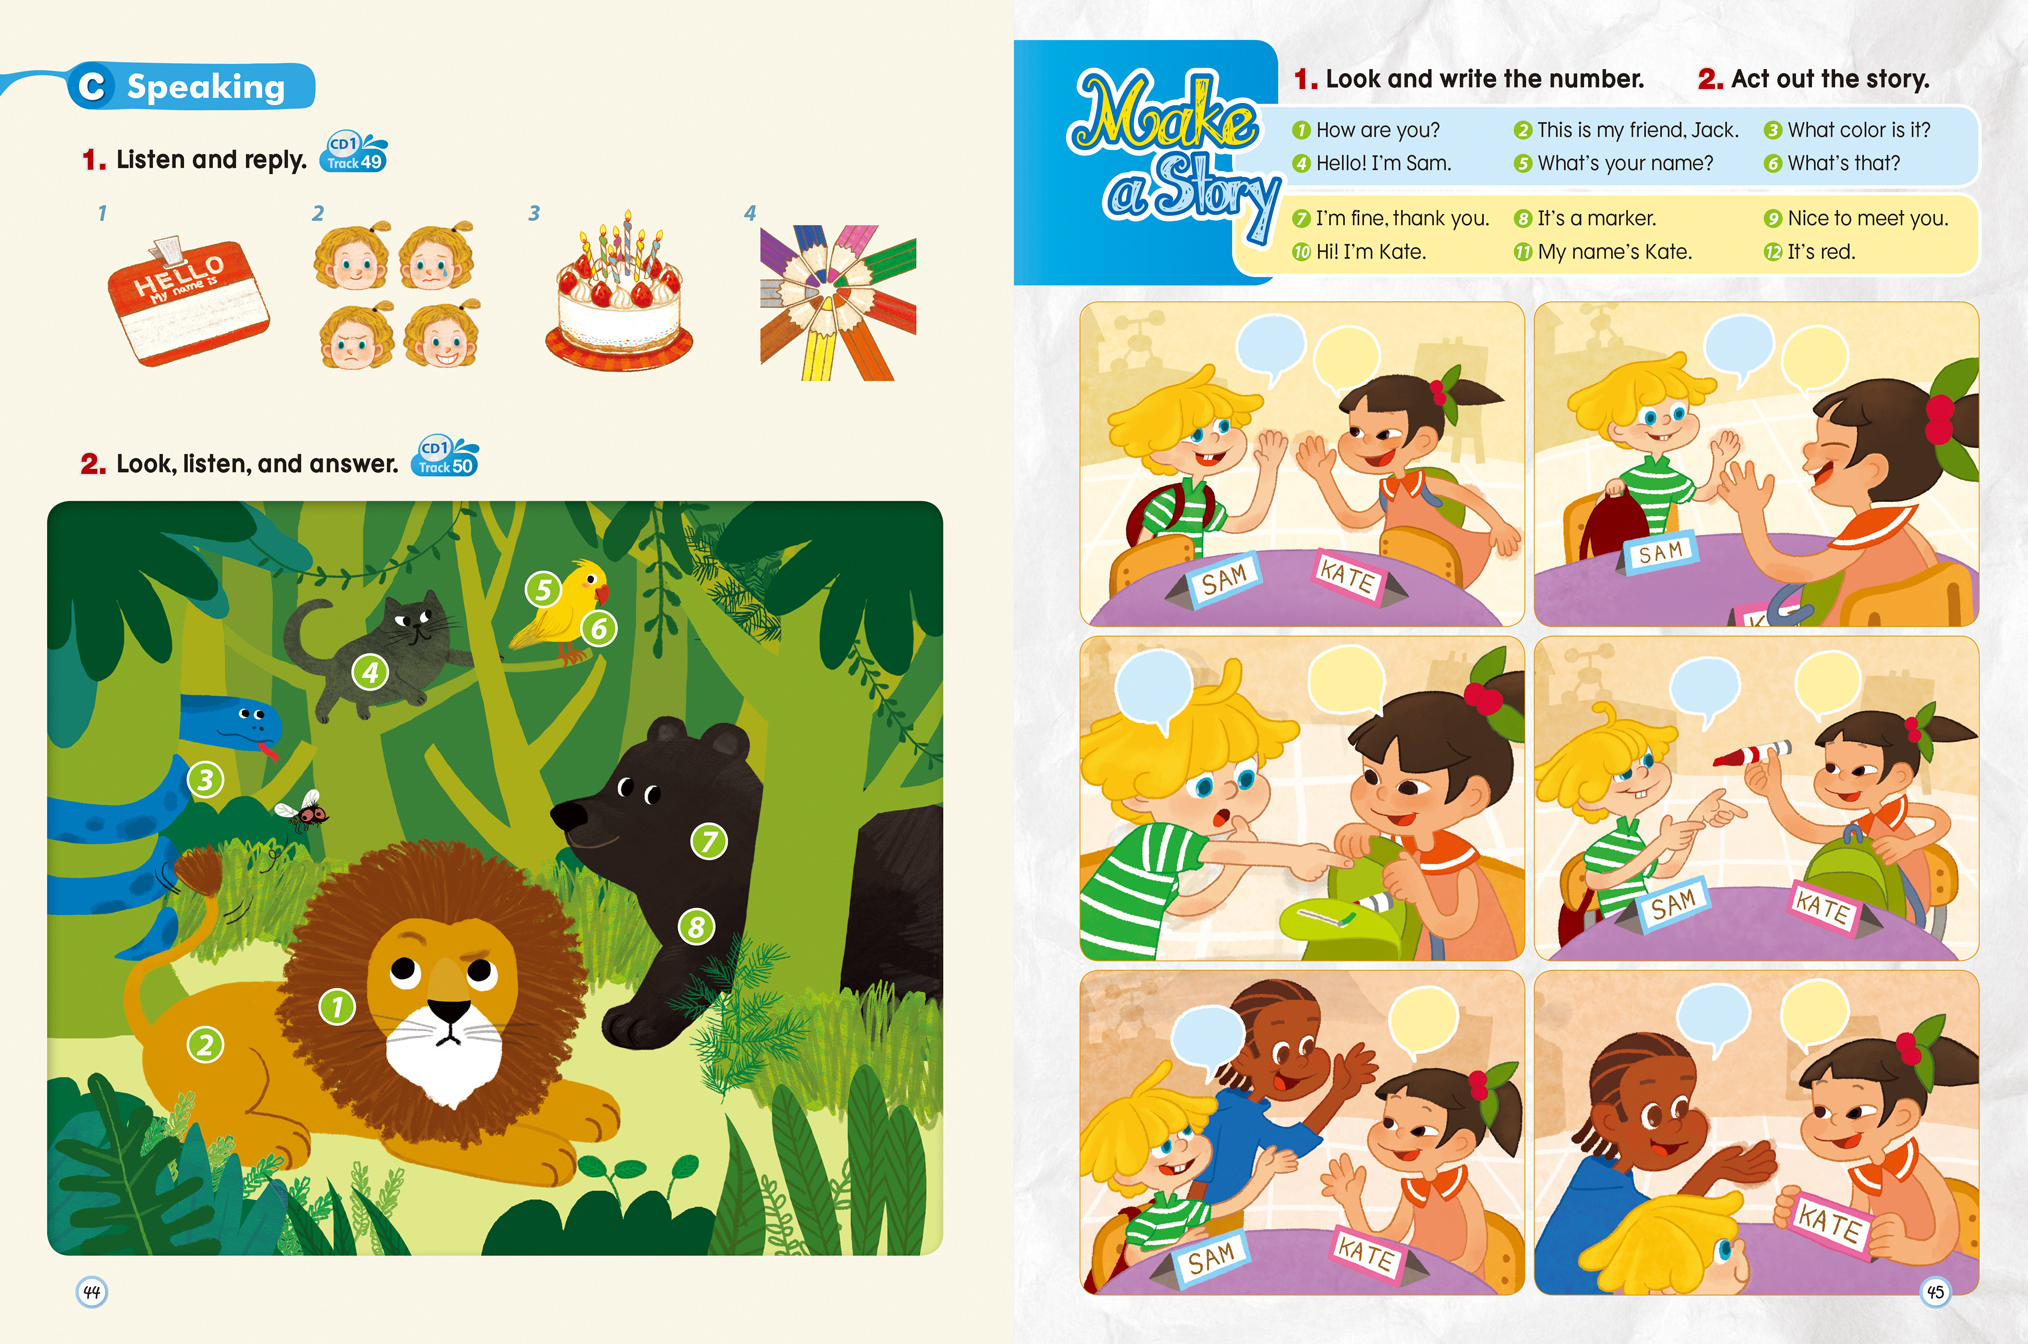 C Speaking
1. Listen and reply. CD1 Track 49
1
2
3
4
HELLO
My name is
2. Look, listen, and answer. CD1 Track 50
5
6
4
3
7
8
1
2
44
Make
a Story
1. Look and write the number. 2. Act out the story.
1 How are you? 2 This is my friend, Jack. 3 What color is it?
4 Hello! I'm Sam. 5 What's your name? 6 What's that?
7 I'm fine, thank you. 8 It's a marker. 9 Nice to meet you.
10 Hi! I'm Kate. 11 My name's Kate. 12 It's red.
SAM
KATE
SAM
K
SAM
KATE
SAM
KATE
KATE
45